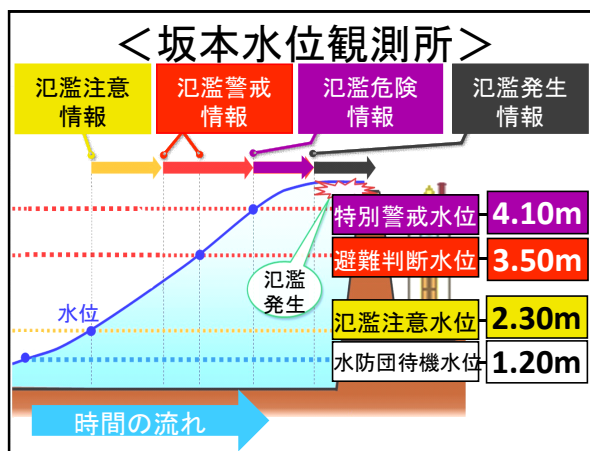 ＜坂本水位観測所＞
氾濫注意
情報
氾濫警戒
情報
氾濫危険
情報
氾濫発生
情報
特別警戒水位
4.10m
避難判断水位
3.50m
氾濫
発生
水位
氾濫注意水位
2.30m
水防団待機水位
1.20m
時間の流れ